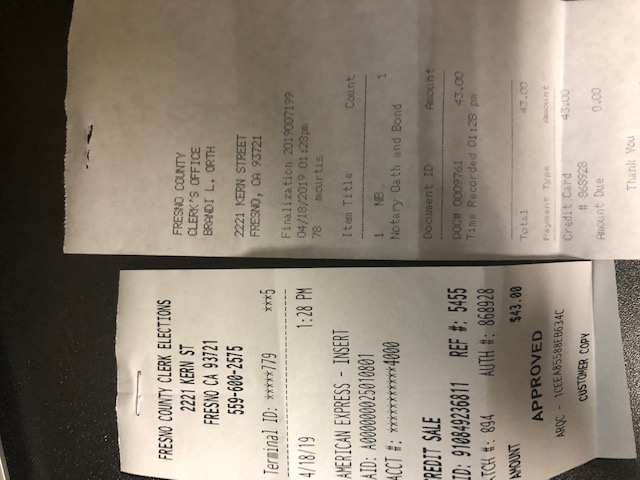 FRESNO COUNTY CLERK ELECTIONS
2221 KERN ST
FRESNO CA 93721
559-600-2575
Terminal ID: *****779 ***5
4/18/19 1:28 PM
AMERICAN EXPRESS - INSERT
AID: A000000025010801
ACCT #: ***********4000
CREDIT SALE
ID: 910849236811 REF #: 5455
ATCH #: 894 AUTH #: 868928
AMOUNT $43.00
APPROVED
ARQC - 1CEEA85588EB634C
CUSTOMER COPY
FRESNO COUNTY
CLERK'S OFFICE
BRANDI L. ORTH
2221 KERN STREET
FRESNO, CA 93721
Finalization 2019007199
04/18/2019 01:28pm
78 mcurtis
Item Title Count
1 NB 1
Notary Oath and Bond
Document ID Amount
DOC# 0009761 43.00
Time Recorded 01:28 pm
Total 43.00
Payment Type Amount
Credit Card 43.00
# 868928
Amount Due 0.00
Thank You